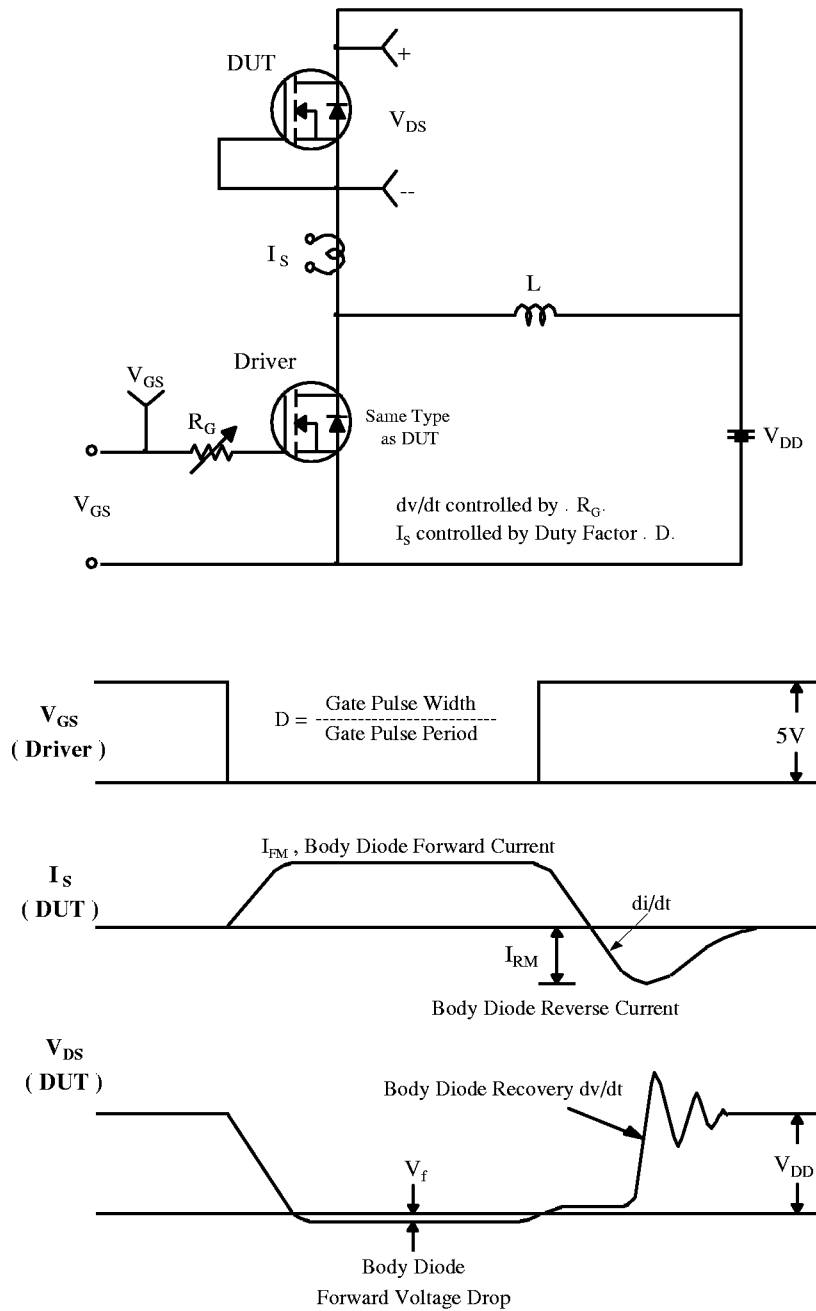 DUT
+
V_DS
--
I_S
L
Driver
V_GS
R_G
Same Type
as DUT
V_DD
V_GS
dv/dt controlled by . R_G.
I_S controlled by Duty Factor . D.
V_GS
( Driver )
D = Gate Pulse Width
Gate Pulse Period
5V
I_FM , Body Diode Forward Current
I_S
( DUT )
di/dt
I_RM
Body Diode Reverse Current
V_DS
( DUT )
Body Diode Recovery dv/dt
V_f
V_DD
Body Diode
Forward Voltage Drop